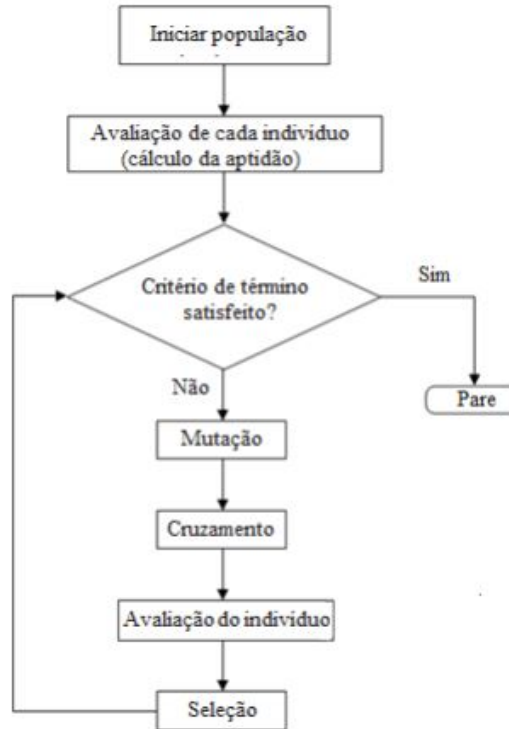 Iniciar população
Avaliação de cada indivíduo
(cálculo da aptidão)
Critério de término
satisfeito?
Sim
Pare
Não
Mutação
Cruzamento
Avaliação do indivíduo
Seleção